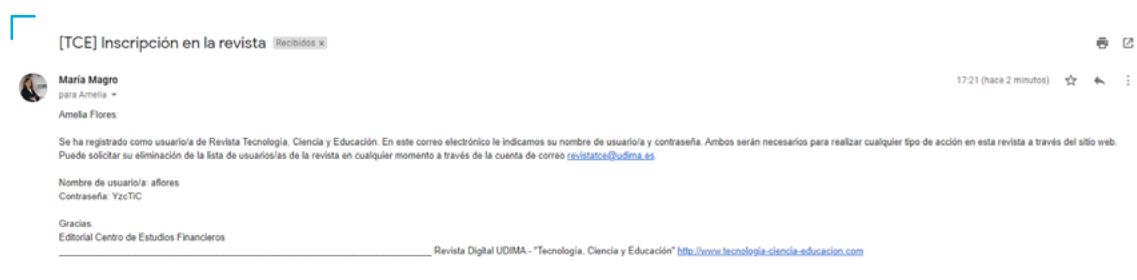 [TCE] Inscripción en la revista Recibidos x
María Magro 17:21 (hace 2 minutos)
para Amelia
Amelia Flores:
Se ha registrado como usuario/a de Revista Tecnología, Ciencia y Educación. En este correo electrónico le indicamos su nombre de usuario/a y contraseña. Ambos serán necesarios para realizar cualquier tipo de acción en esta revista a través del sitio web.
Puede solicitar su eliminación de la lista de usuarios/as de la revista en cualquier momento a través de la cuenta de correo revistatce@udima.es.
Nombre de usuario/a: aflores
Contraseña: YzcTiC
Gracias.
Editorial Centro de Estudios Financieros
Revista Digital UDIMA - "Tecnología, Ciencia y Educación" http://www.tecnologia-ciencia-educacion.com